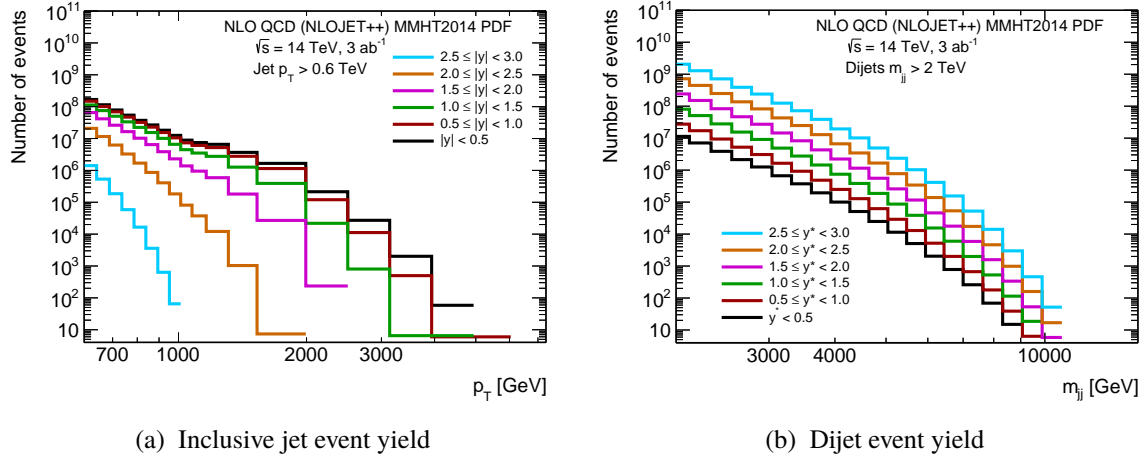 Number of events
10¹¹
10¹⁰
10⁹
10⁸
10⁷
10⁶
10⁵
10⁴
10³
10²
10
NLO QCD (NLOJET++) MMHT2014 PDF
√s = 14 TeV, 3 ab⁻¹
Jet p_T > 0.6 TeV
2.5 ≤ |y| < 3.0
2.0 ≤ |y| < 2.5
1.5 ≤ |y| < 2.0
1.0 ≤ |y| < 1.5
0.5 ≤ |y| < 1.0
|y| < 0.5
700 1000 2000 3000
p_T [GeV]
(a) Inclusive jet event yield
Number of events
10¹¹
10¹⁰
10⁹
10⁸
10⁷
10⁶
10⁵
10⁴
10³
10²
10
NLO QCD (NLOJET++) MMHT2014 PDF
√s = 14 TeV, 3 ab⁻¹
Dijets m_jj > 2 TeV
2.5 ≤ y* < 3.0
2.0 ≤ y* < 2.5
1.5 ≤ y* < 2.0
1.0 ≤ y* < 1.5
0.5 ≤ y* < 1.0
y* < 0.5
3000 4000 10000
m_jj [GeV]
(b) Dijet event yield